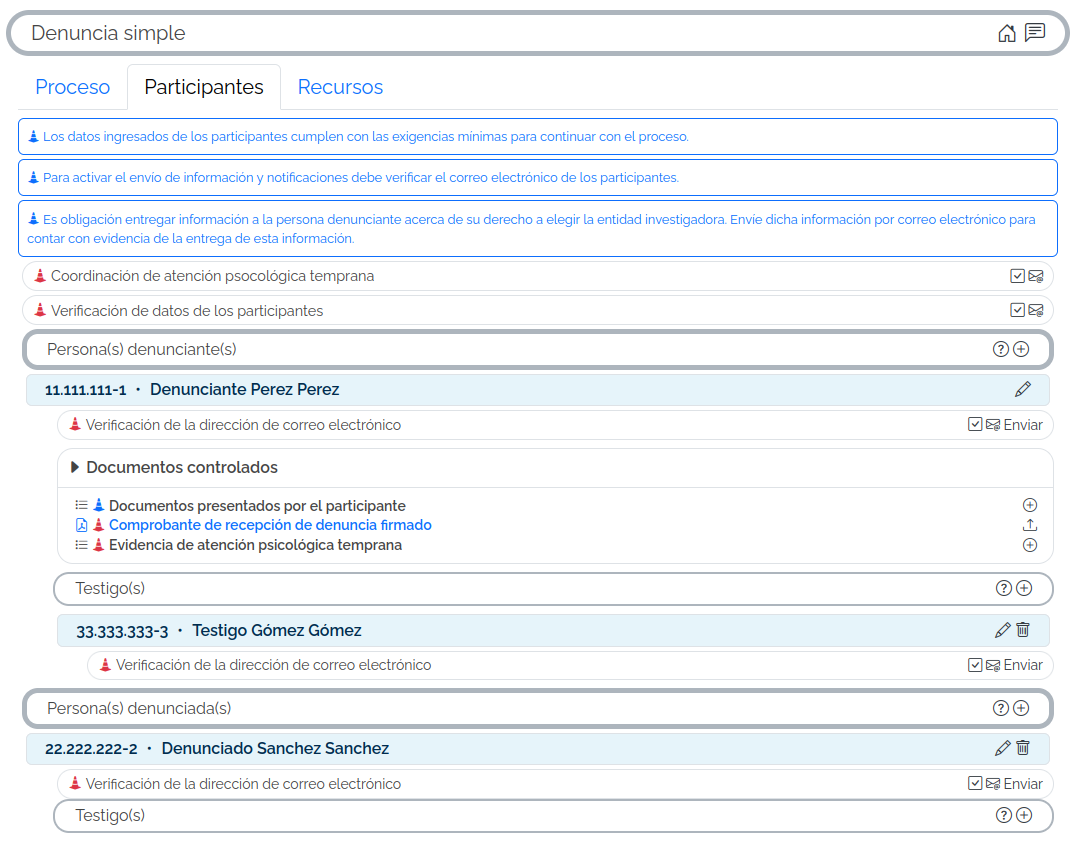 Denuncia simple
Proceso
Participantes
Recursos
Los datos ingresados de los participantes cumplen con las exigencias mínimas para continuar con el proceso.
Para activar el envío de información y notificaciones debe verificar el correo electrónico de los participantes.
Es obligación entregar información a la persona denunciante acerca de su derecho a elegir la entidad investigadora. Envíe dicha información por correo electrónico para
contar con evidencia de la entrega de esta información.
Coordinación de atención psocológica temprana
Verificación de datos de los participantes
Persona(s) denunciante(s)
11.111.111-1 · Denunciante Perez Perez
Verificación de la dirección de correo electrónico Enviar
Documentos controlados
Documentos presentados por el participante
Comprobante de recepción de denuncia firmado
Evidencia de atención psicológica temprana
Testigo(s)
33.333.333-3 · Testigo Gómez Gómez
Verificación de la dirección de correo electrónico Enviar
Persona(s) denunciada(s)
22.222.222-2 · Denunciado Sanchez Sanchez
Verificación de la dirección de correo electrónico Enviar
Testigo(s)